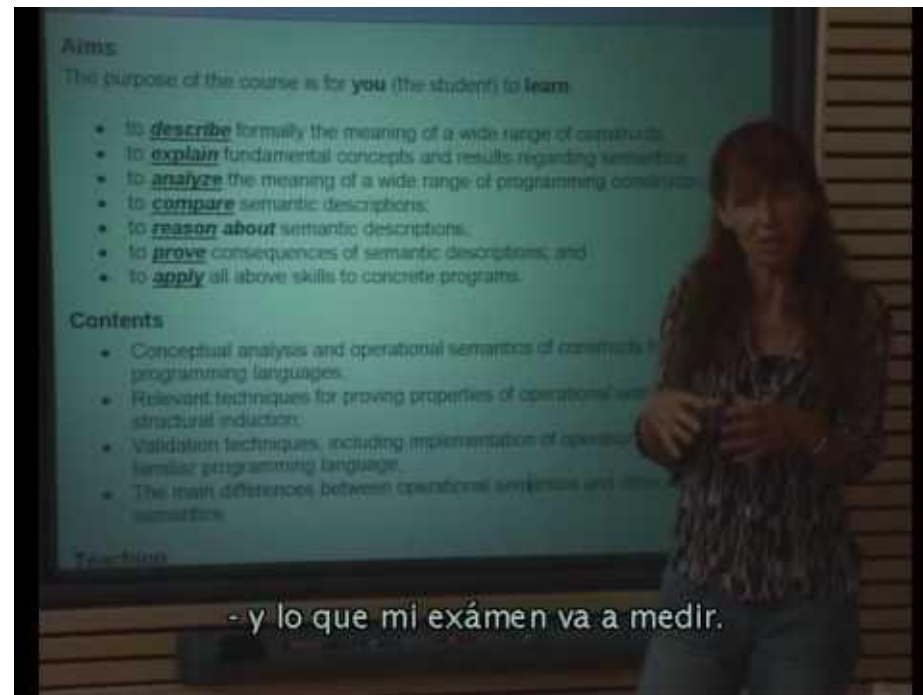 Aims
The purpose of the course is for you (the student) to learn
• to describe formally the meaning of a wide range of constructs
• to explain fundamental concepts and results regarding semantics
• to analyze the meaning of a wide range of programming
• to compare semantic descriptions;
• to reason about semantic descriptions;
• to prove consequences of semantic descriptions; and
• to apply all above skills to concrete programs.
Contents
• Conceptual analysis and operational semantics of constructs
programming languages.
• Relevant techniques for proving properties of operational
structural induction.
• Validation techniques, including implementation of
familiar programming language.
• The main differences between operational semantics and
semantics
Teaching
- y lo que mi exámen va a medir.